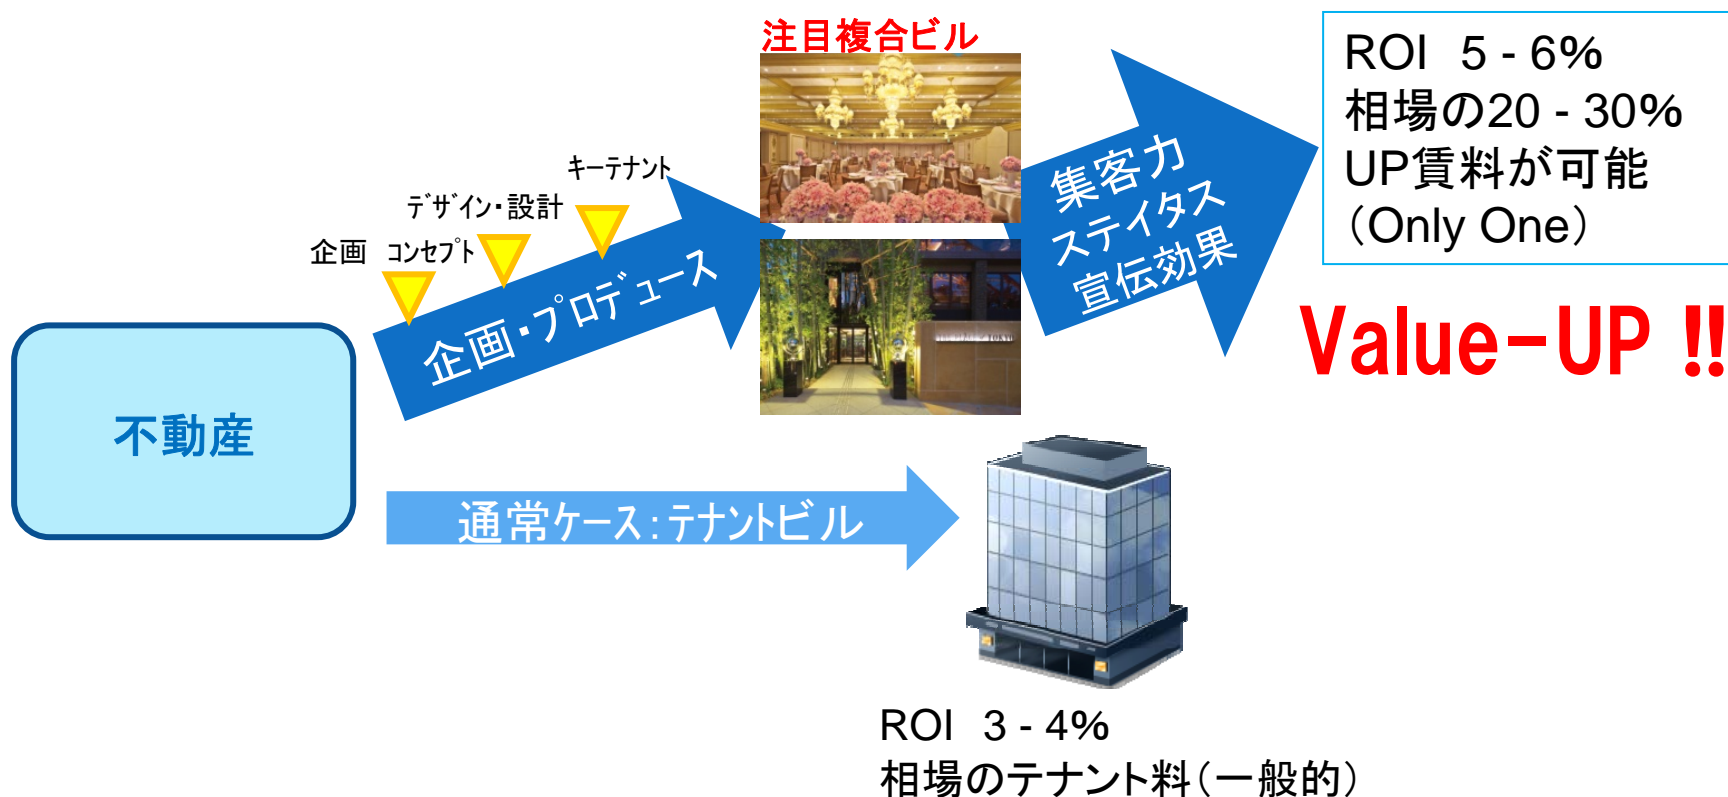 注目複合ビル
ROI 5 - 6%
相場の20 - 30%
UP賃料が可能
（Only One）
キーテナント
デザイン・設計
企画 コンセプト
企画・プロデュース
集客力
ステイタス
宣伝効果
Value-UP !!
不動産
通常ケース：テナントビル
ROI 3 - 4%
相場のテナント料（一般的）